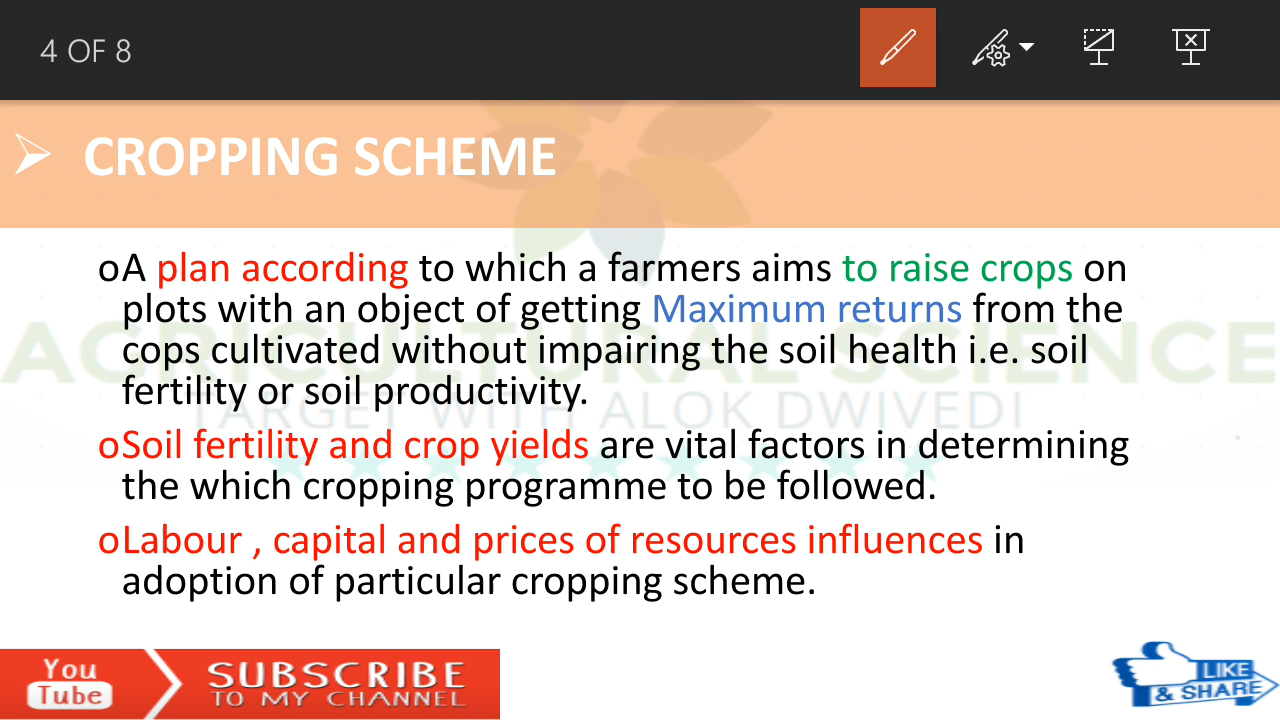 4 OF 8
➢ CROPPING SCHEME
oA plan according to which a farmers aims to raise crops on
plots with an object of getting Maximum returns from the
cops cultivated without impairing the soil health i.e. soil
fertility or soil productivity.
AGRICULTURAL SCIENCE
TARGET WITH ALOK DWIVEDI
oSoil fertility and crop yields are vital factors in determining
the which cropping programme to be followed.
oLabour , capital and prices of resources influences in
adoption of particular cropping scheme.
You
Tube
SUBSCRIBE
TO MY CHANNEL
LIKE
& SHARE